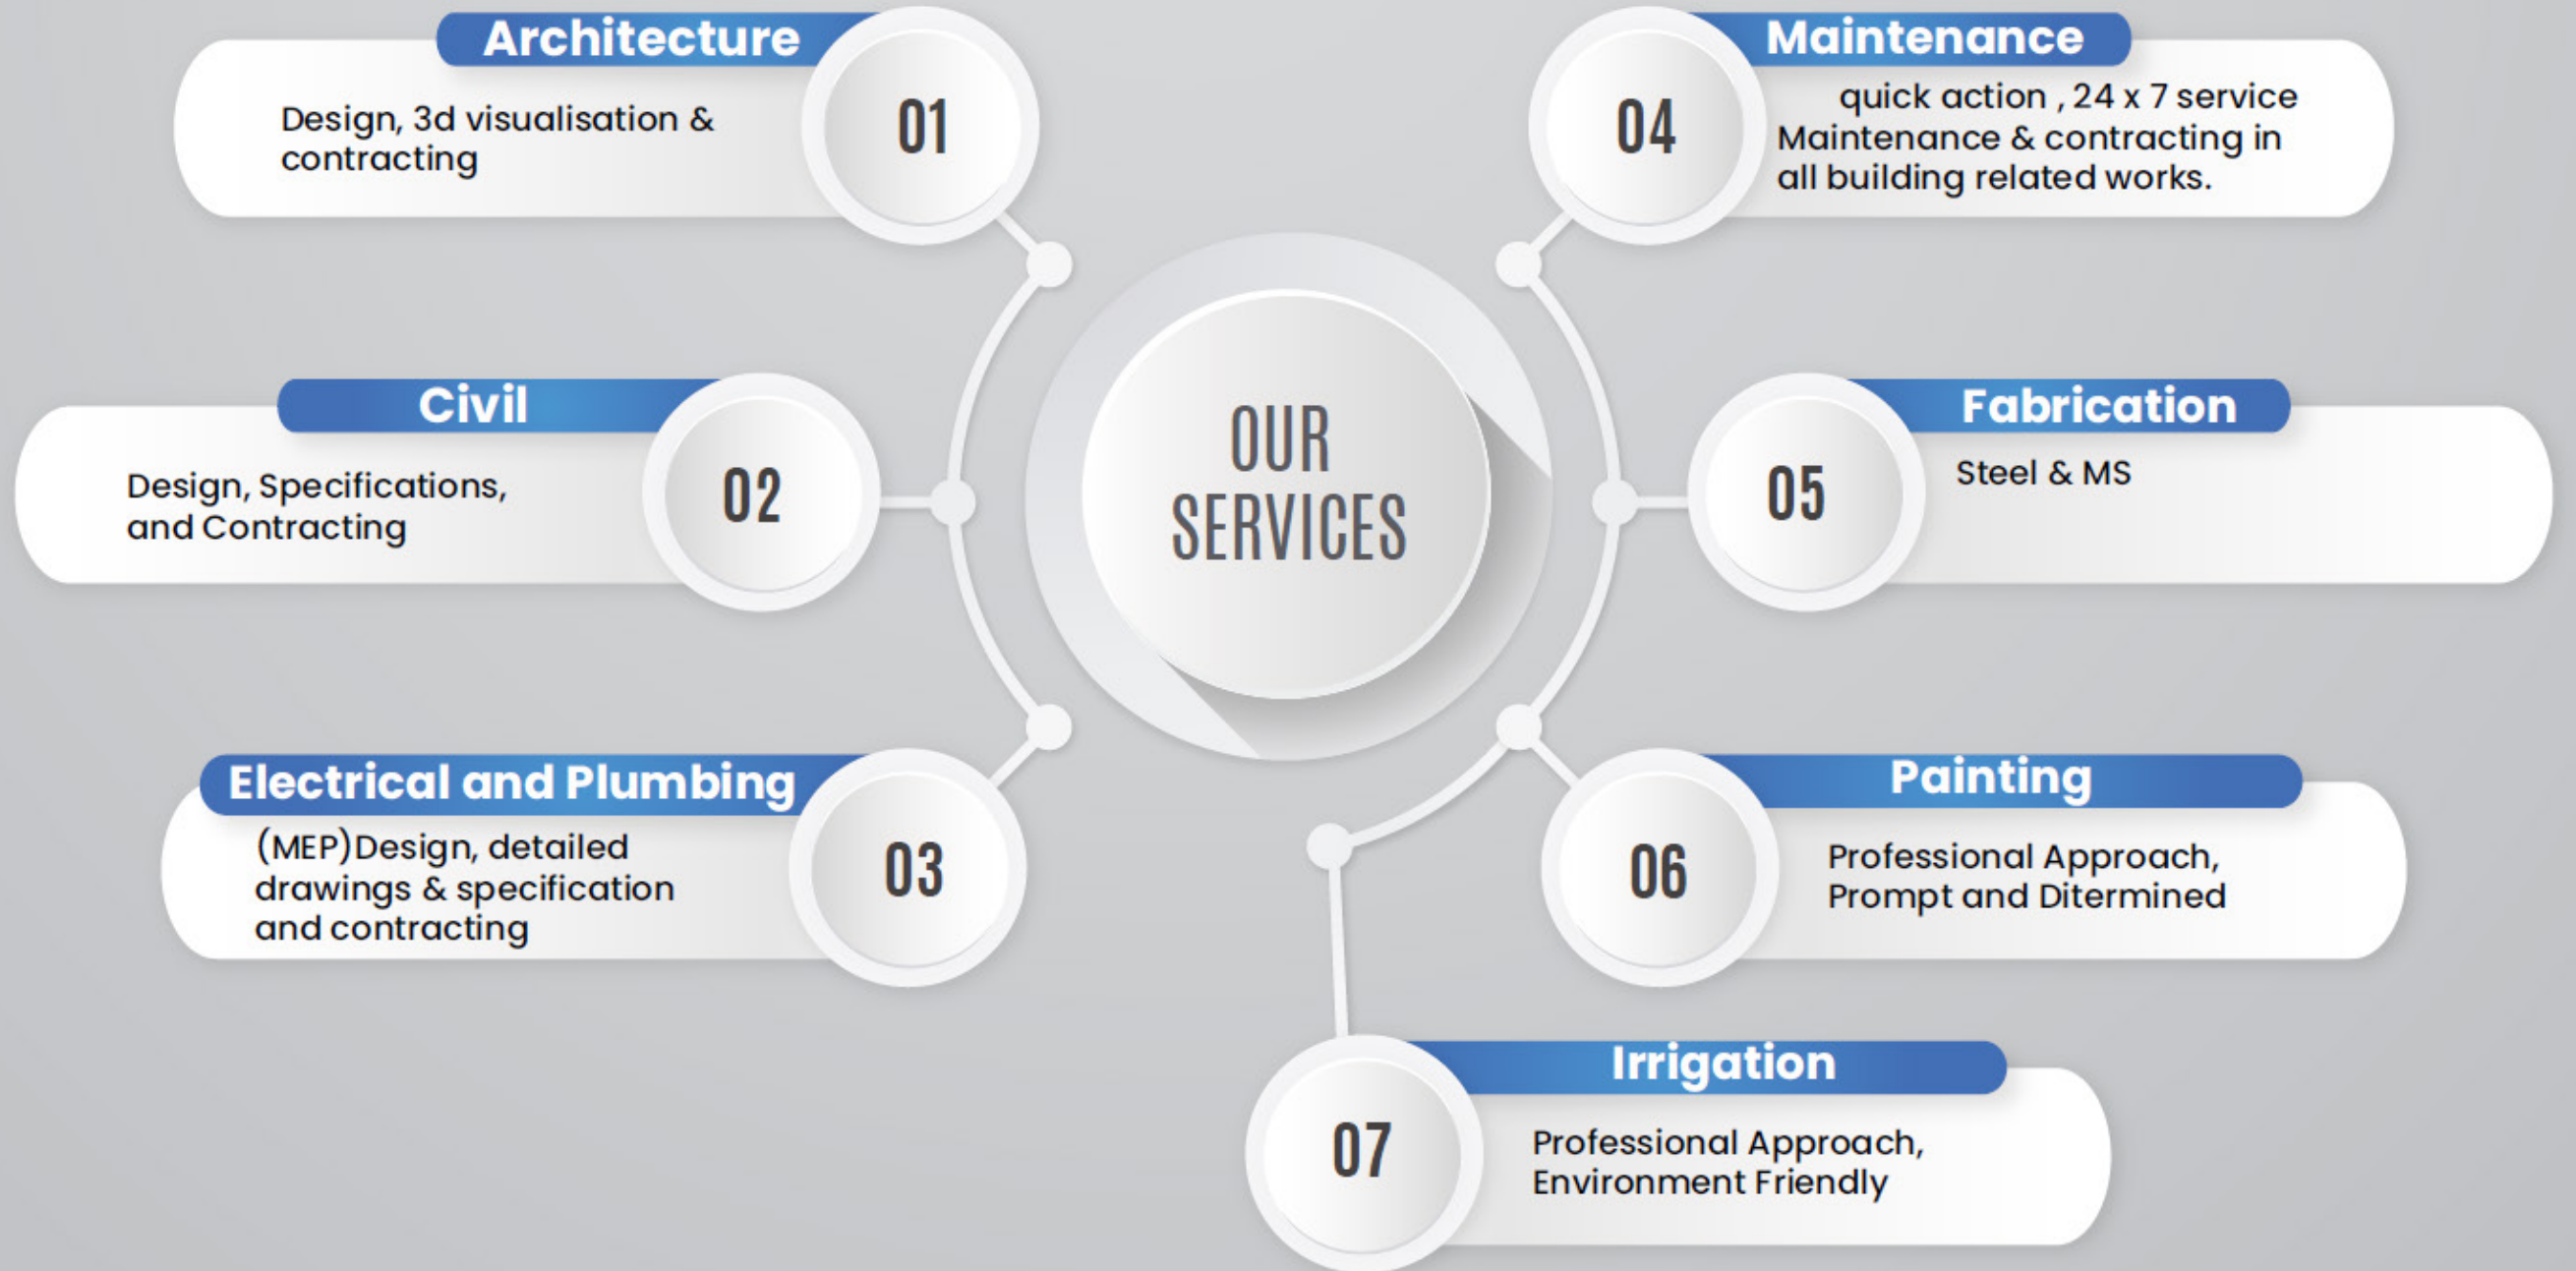 OUR
SERVICES
01
Architecture
Design, 3d visualisation &
contracting
02
Civil
Design, Specifications,
and Contracting
03
Electrical and Plumbing
(MEP)Design, detailed
drawings & specification
and contracting
04
Maintenance
quick action , 24 x 7 service
Maintenance & contracting in
all building related works.
05
Fabrication
Steel & MS
06
Painting
Professional Approach,
Prompt and Ditermined
07
Irrigation
Professional Approach,
Environment Friendly